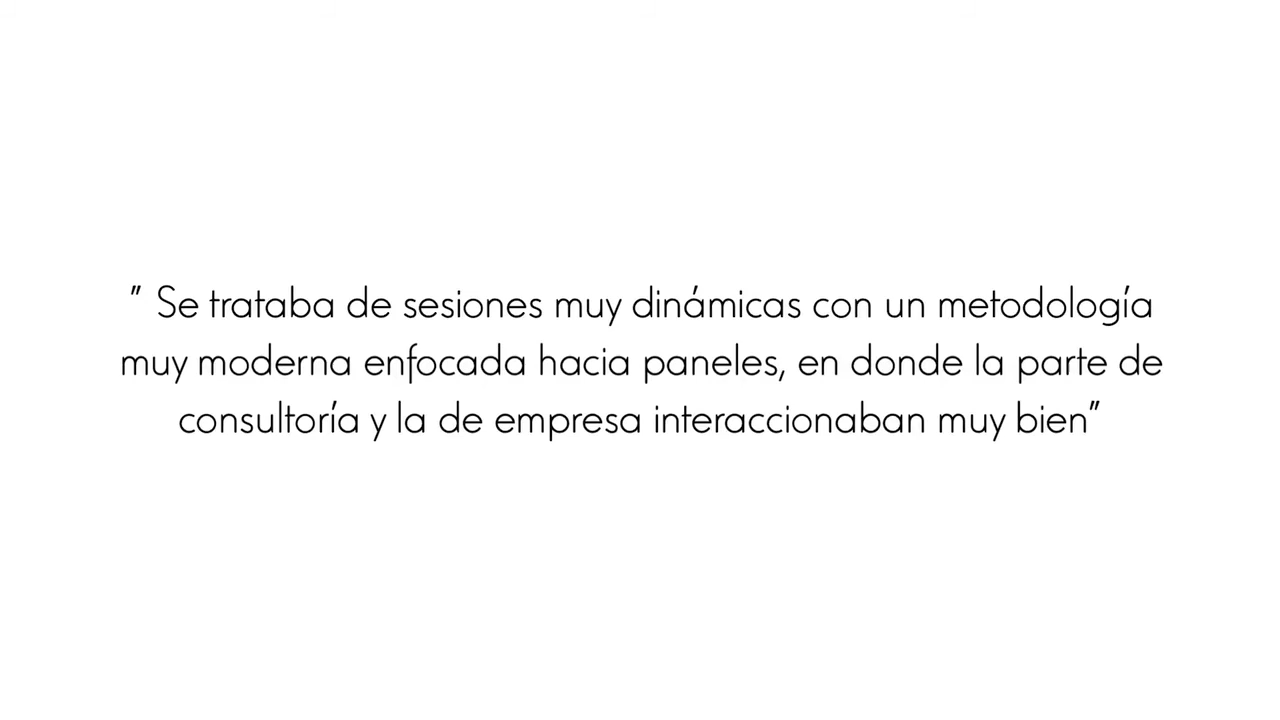 " Se trataba de sesiones muy dinámicas con un metodología
muy moderna enfocada hacia paneles, en donde la parte de
consultoría y la de empresa interaccionaban muy bien"